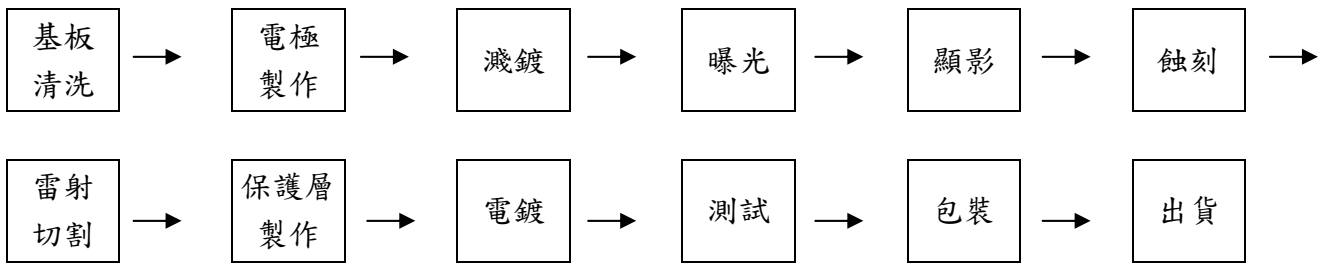 基板
清洗
電極
製作
濺鍍
曝光
顯影
蝕刻
雷射
切割
保護層
製作
電鍍
測試
包裝
出貨